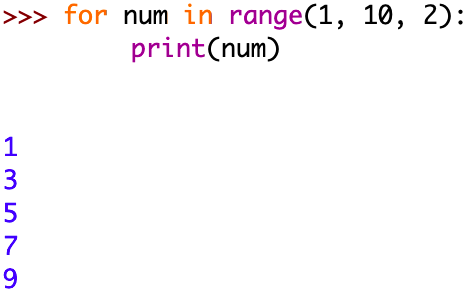 >>> for num in range(1, 10, 2):
        print(num)
1
3
5
7
9